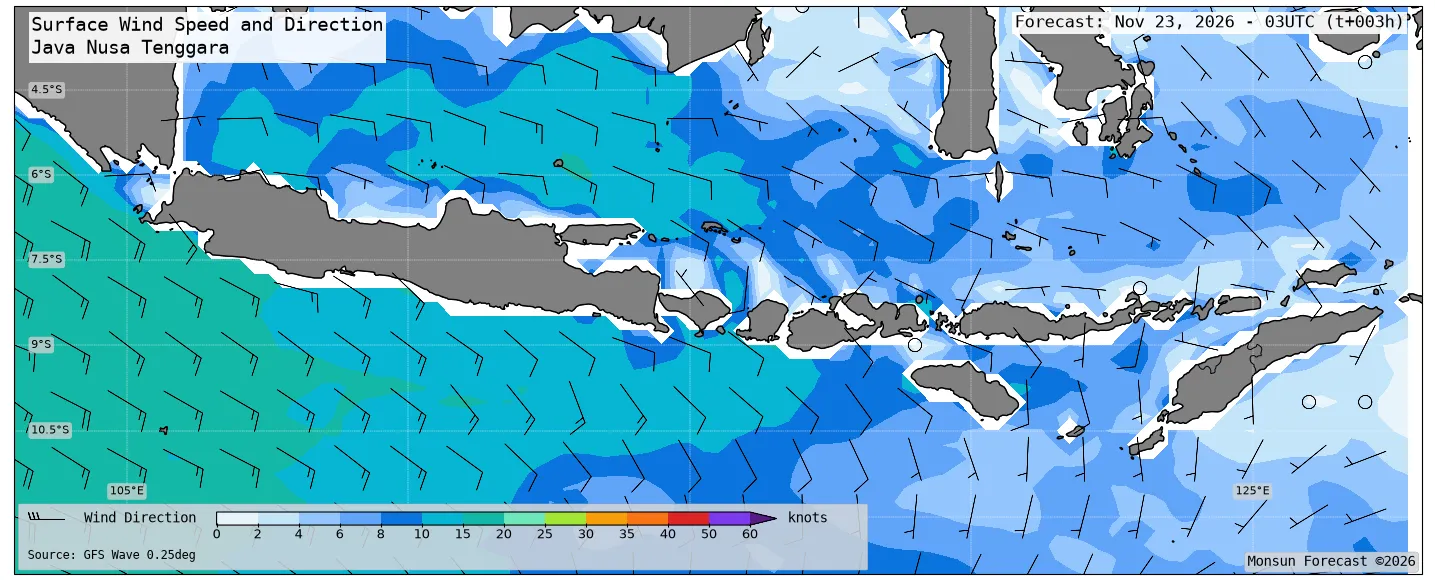 Surface Wind Speed and Direction
Java Nusa Tenggara
Forecast: Nov 23, 2026 - 03UTC (t+003h)
4.5°S
6°S
7.5°S
9°S
10.5°S
105°E
125°E
Wind Direction
0 2 4 6 8 10 15 20 25 30 35 40 50 60 knots
Source: GFS Wave 0.25deg
Monsun Forecast ©2026